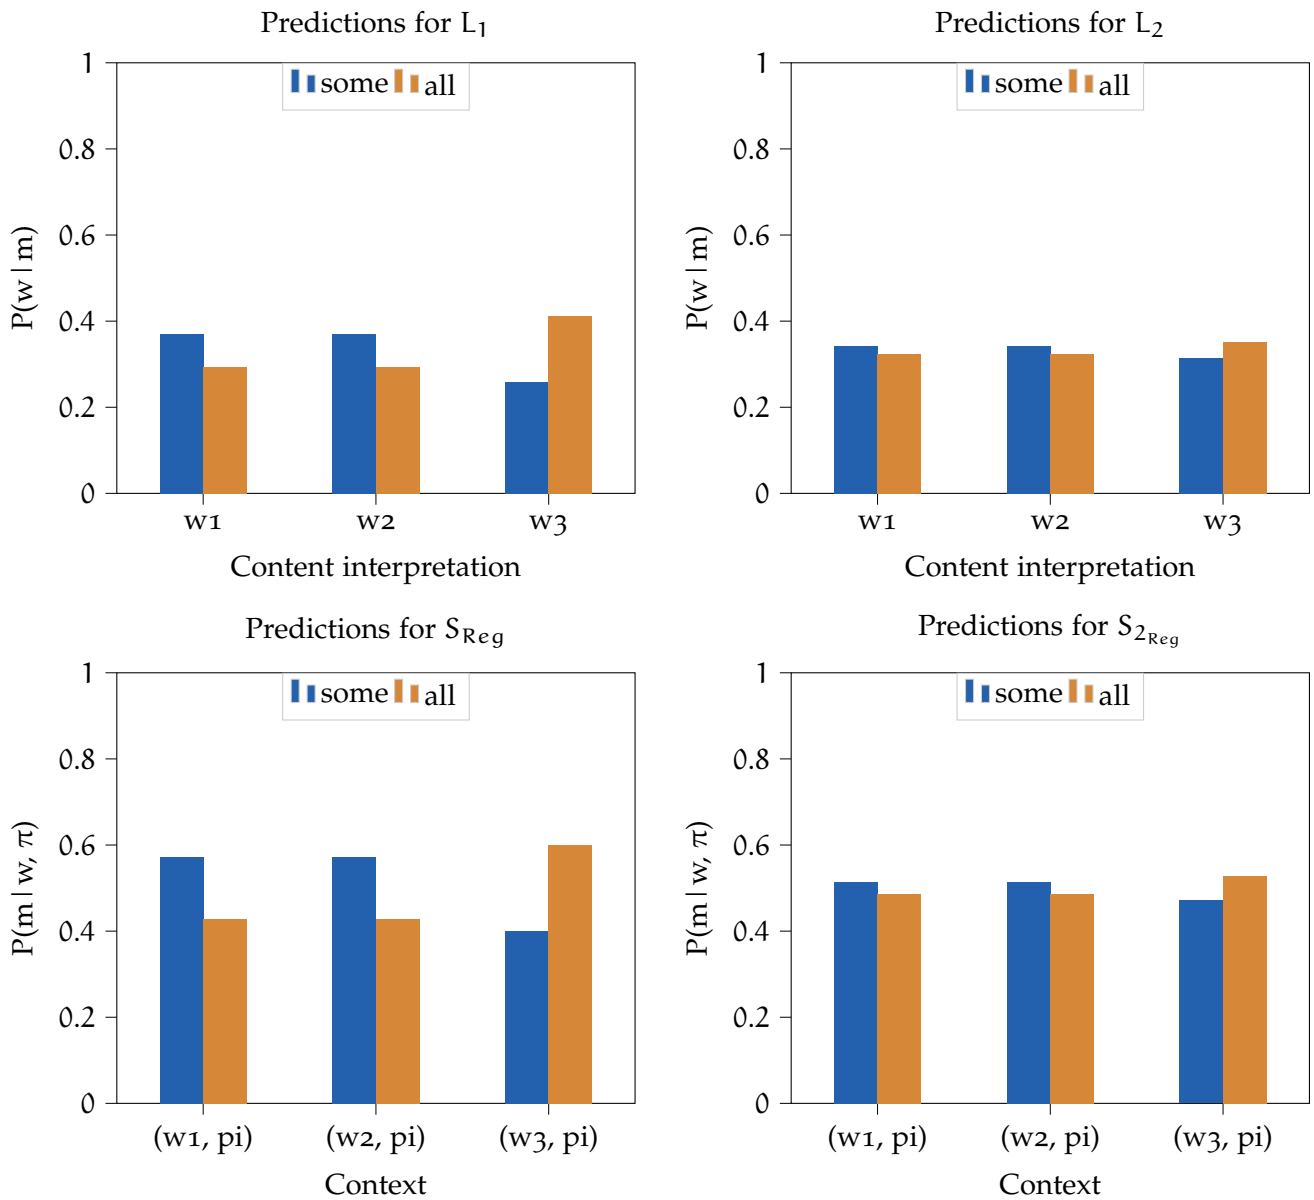 Predictions for L1
1
0.8
0.6
0.4
0.2
0
P(w | m)
some all
w1 w2 w3
Content interpretation
Predictions for L2
1
0.8
0.6
0.4
0.2
0
P(w | m)
some all
w1 w2 w3
Content interpretation
Predictions for SReg
1
0.8
0.6
0.4
0.2
0
P(m | w, π)
some all
(w1, pi) (w2, pi) (w3, pi)
Context
Predictions for S2Reg
1
0.8
0.6
0.4
0.2
0
P(m | w, π)
some all
(w1, pi) (w2, pi) (w3, pi)
Context